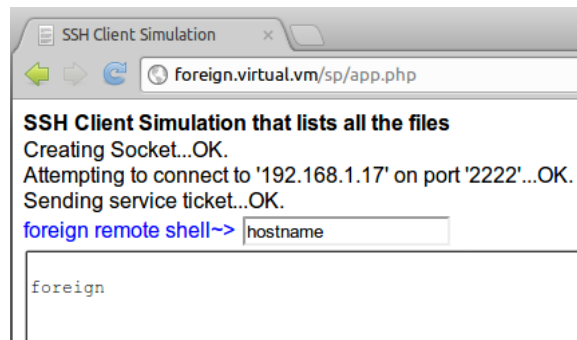 SSH Client Simulation
foreign.virtual.vm/sp/app.php
SSH Client Simulation that lists all the files
Creating Socket...OK.
Attempting to connect to '192.168.1.17' on port '2222'...OK.
Sending service ticket...OK.
foreign remote shell~> hostname
foreign